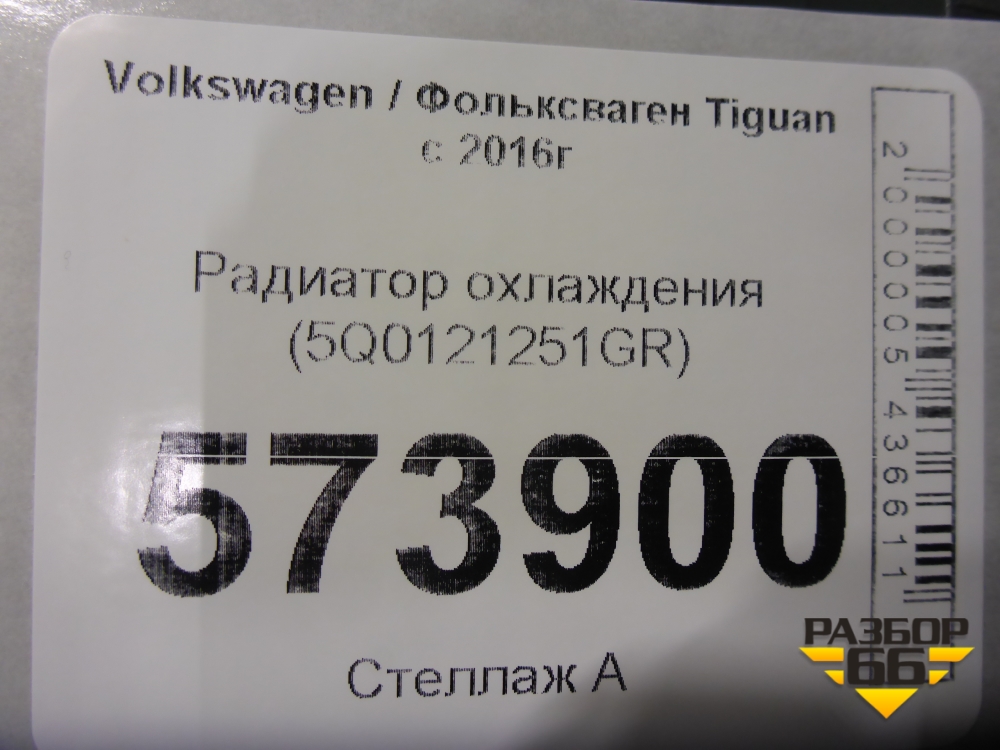 Volkswagen / Фольксваген Tiguan
с 2016г
Радиатор охлаждения
(5Q0121251GR)
573900
Стеллаж А
2000005436611
РАЗБОР
66